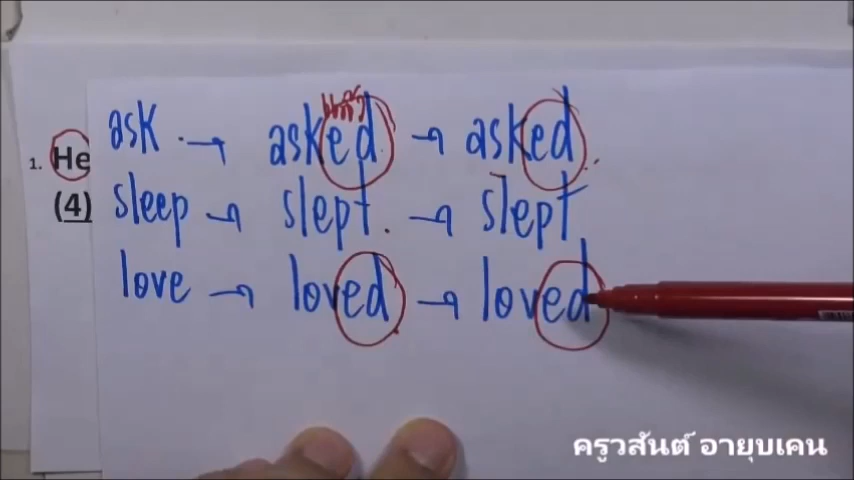 ask → asked → asked
1. He
sleep → slept → slept
(4)
love → loved → loved
ครูวสันต์ อายุบเคน